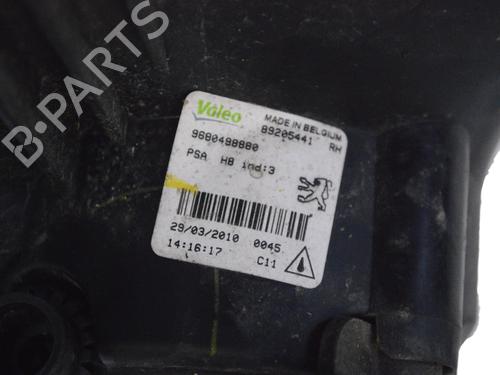 B-PARTS
Valeo
MADE IN BELGIUM
89205441 RH
9680498880
PSA H8 ind:3
29/03/2010 0045
14:16:17 C11